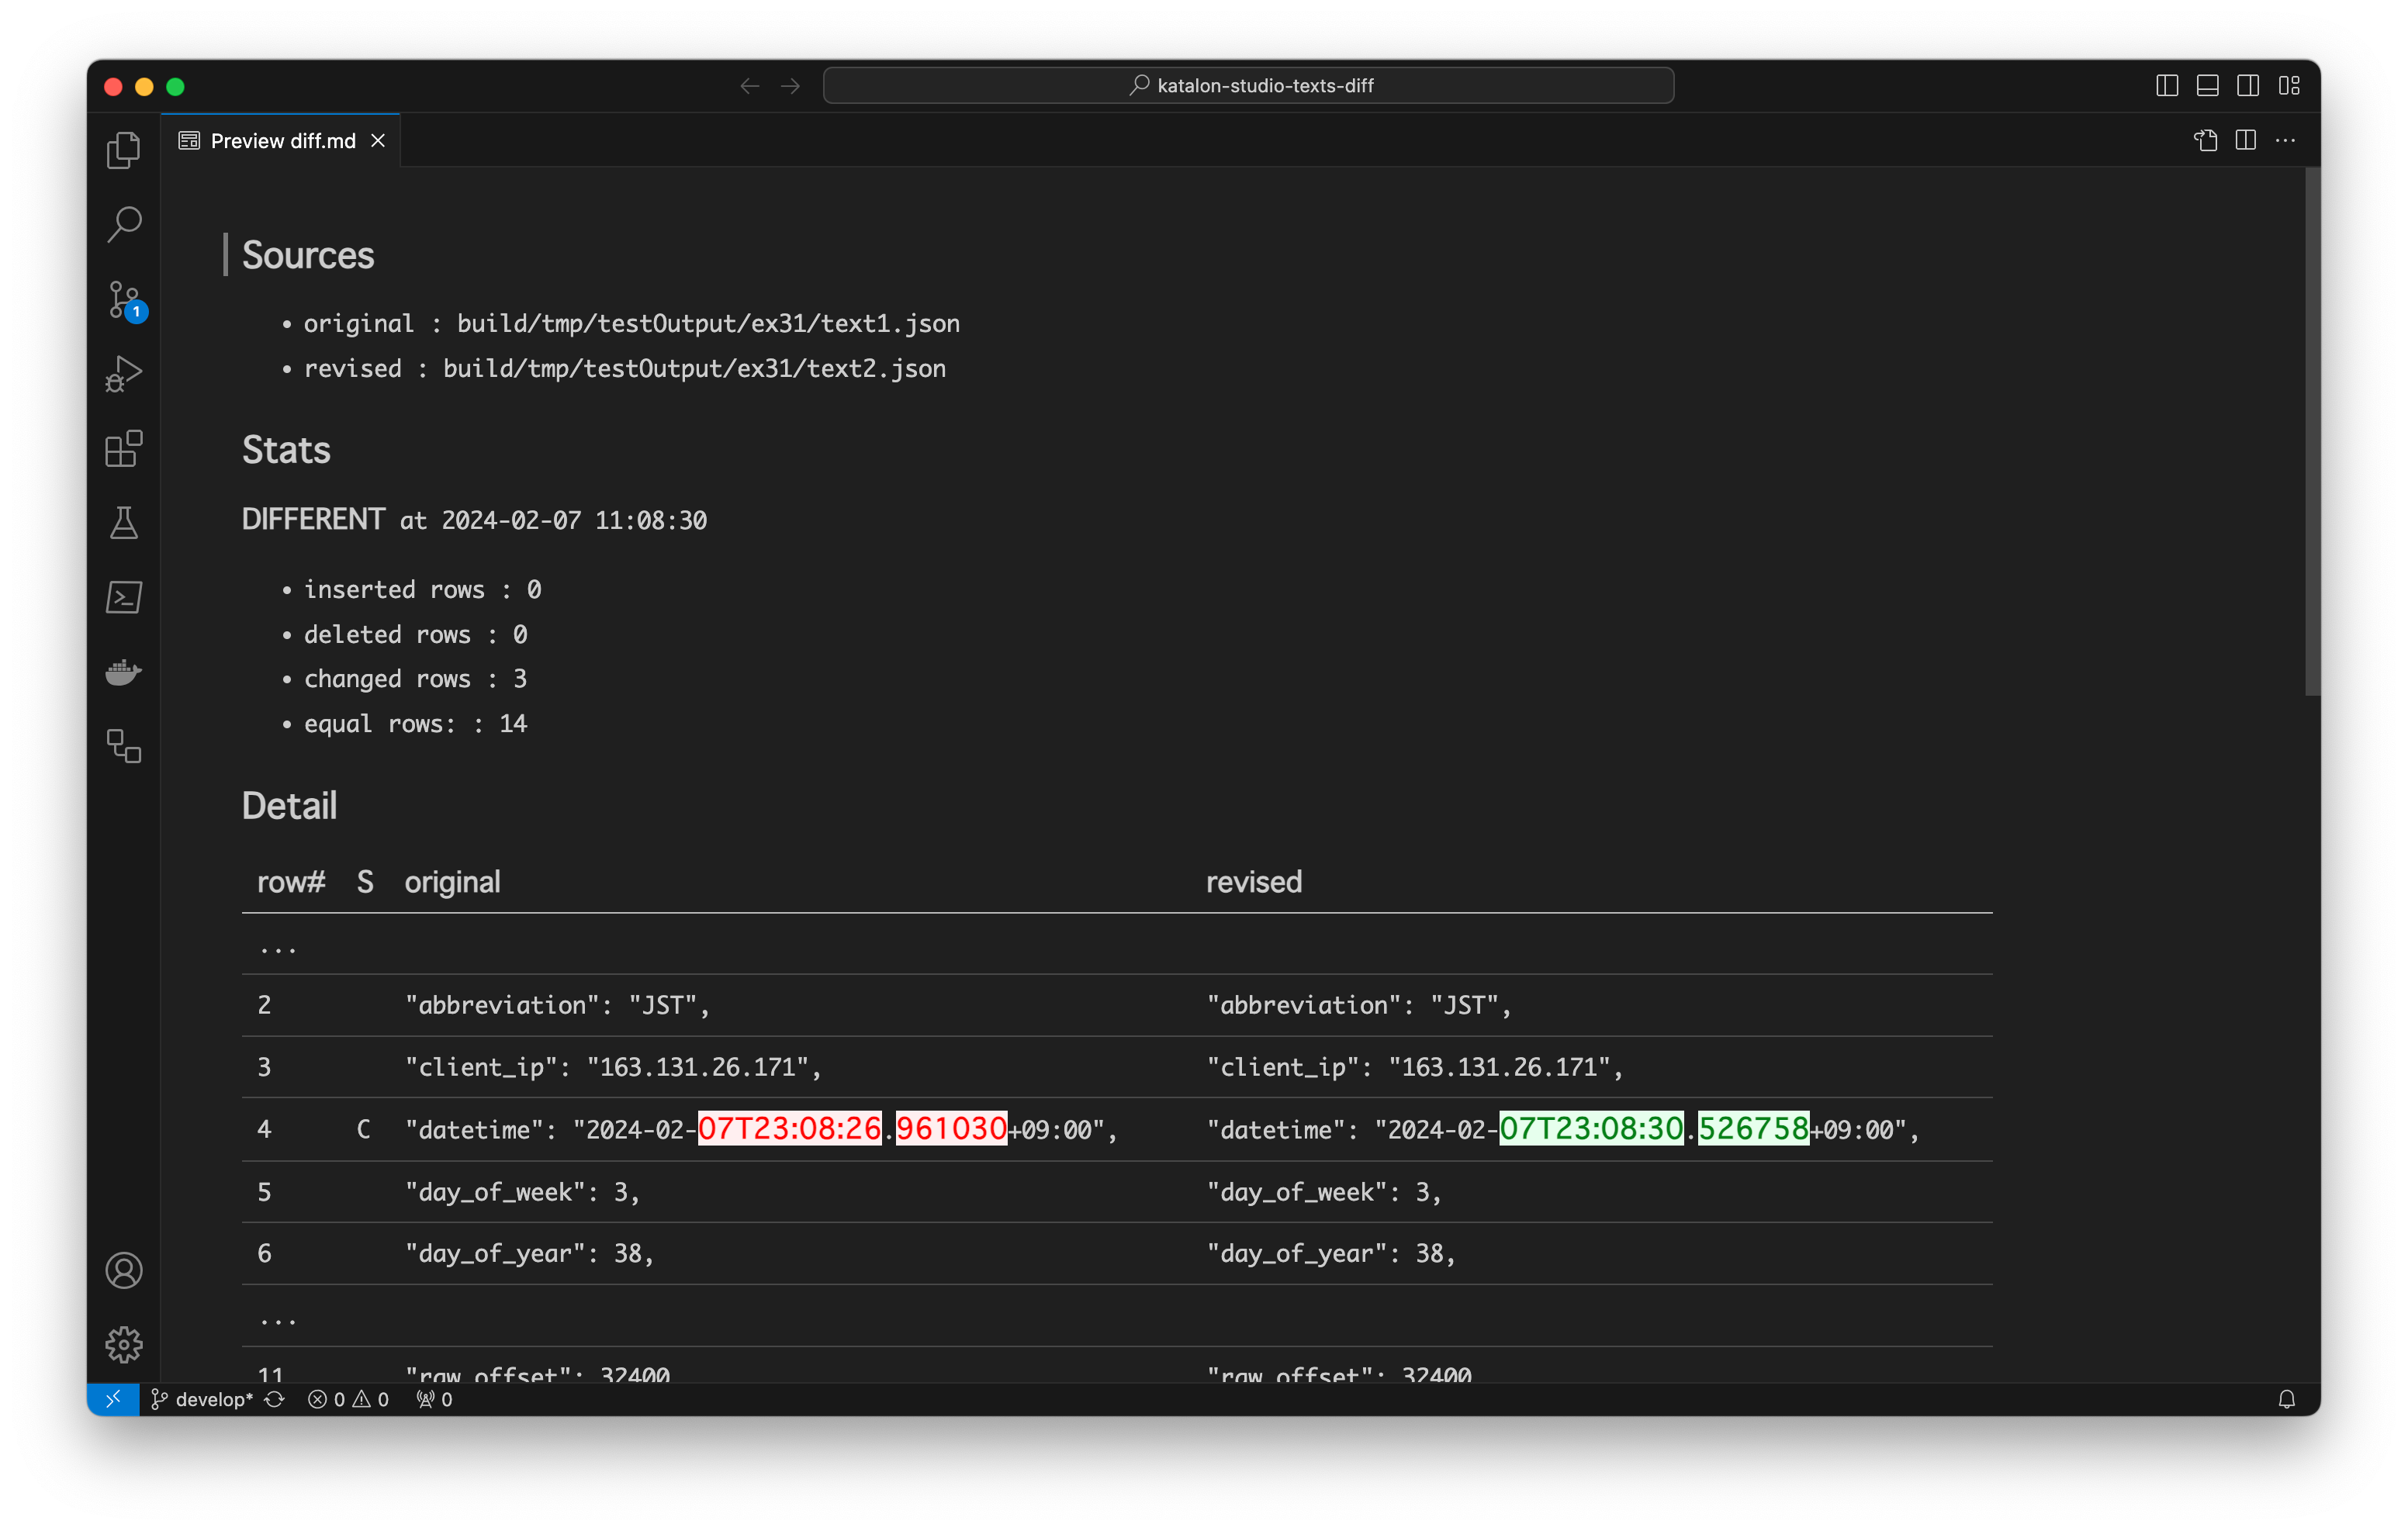 katalon-studio-texts-diff
Preview diff.md
1
Sources
• original : build/tmp/testOutput/ex31/text1.json
• revised : build/tmp/testOutput/ex31/text2.json
Stats
DIFFERENT at 2024-02-07 11:08:30
• inserted rows : 0
• deleted rows : 0
• changed rows : 3
• equal rows: : 14
Detail
row# S original revised
...
2 "abbreviation": "JST", "abbreviation": "JST",
3 "client_ip": "163.131.26.171", "client_ip": "163.131.26.171",
4 C "datetime": "2024-02-07T23:08:26.961030+09:00", "datetime": "2024-02-07T23:08:30.526758+09:00",
5 "day_of_week": 3, "day_of_week": 3,
6 "day_of_year": 38, "day_of_year": 38,
...
11 "raw_offset": 32400 "raw_offset": 32400
develop* 0 0 0